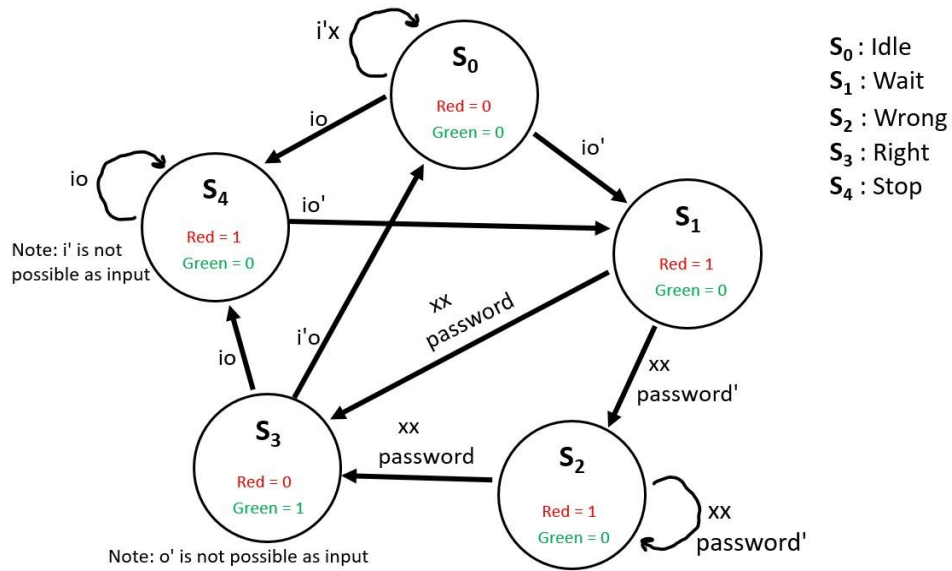 i'x
S0
Red = 0
Green = 0
io
io'
S0 : Idle
S1 : Wait
S2 : Wrong
S3 : Right
S4 : Stop
io
S4
Red = 1
Green = 0
Note: i' is not
possible as input
io'
S1
Red = 1
Green = 0
xx
password
i'o
io
xx
password'
S3
Red = 0
Green = 1
Note: o' is not possible as input
xx
password
S2
Red = 1
Green = 0
xx
password'